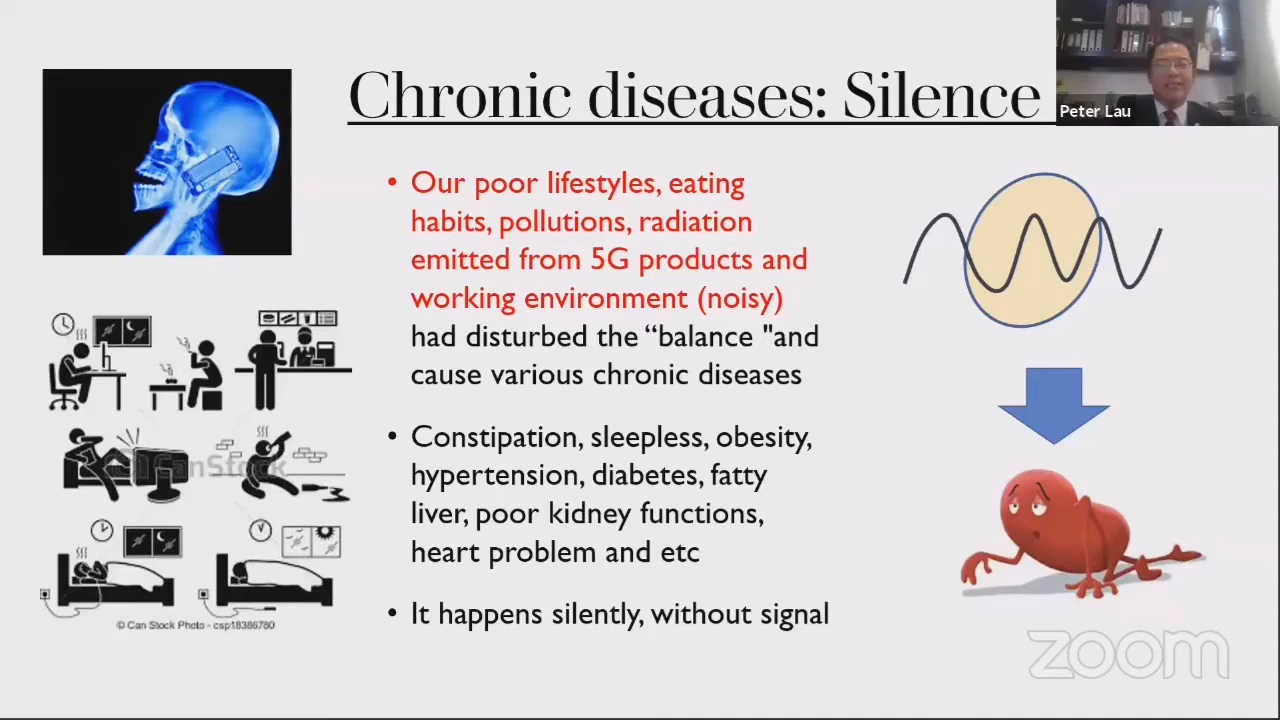 Chronic diseases: Silence
Peter Lau
• Our poor lifestyles, eating
habits, pollutions, radiation
emitted from 5G products and
working environment (noisy)
had disturbed the “balance "and
cause various chronic diseases
• Constipation, sleepless, obesity,
hypertension, diabetes, fatty
liver, poor kidney functions,
heart problem and etc
• It happens silently, without signal
CanStock
© Can Stock Photo - csp18386780
zoom